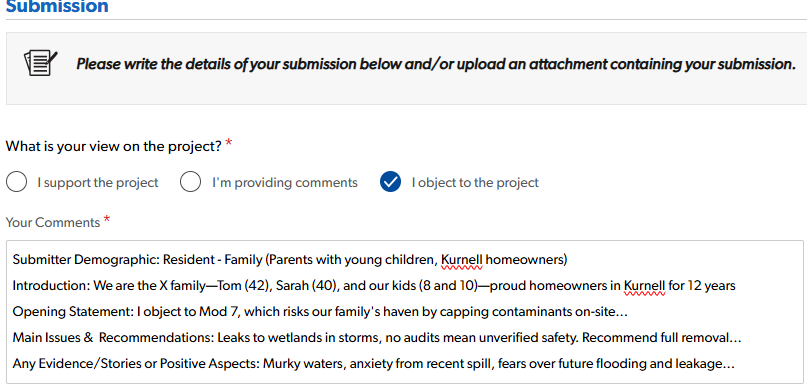 Submission
Please write the details of your submission below and/or upload an attachment containing your submission.
What is your view on the project? *
I support the project I'm providing comments I object to the project
Your Comments *
Submitter Demographic: Resident - Family (Parents with young children, Kurnell homeowners)
Introduction: We are the X family—Tom (42), Sarah (40), and our kids (8 and 10)—proud homeowners in Kurnell for 12 years
Opening Statement: I object to Mod 7, which risks our family's haven by capping contaminants on-site...
Main Issues & Recommendations: Leaks to wetlands in storms, no audits mean unverified safety. Recommend full removal...
Any Evidence/Stories or Positive Aspects: Murky waters, anxiety from recent spill, fears over future flooding and leakage...